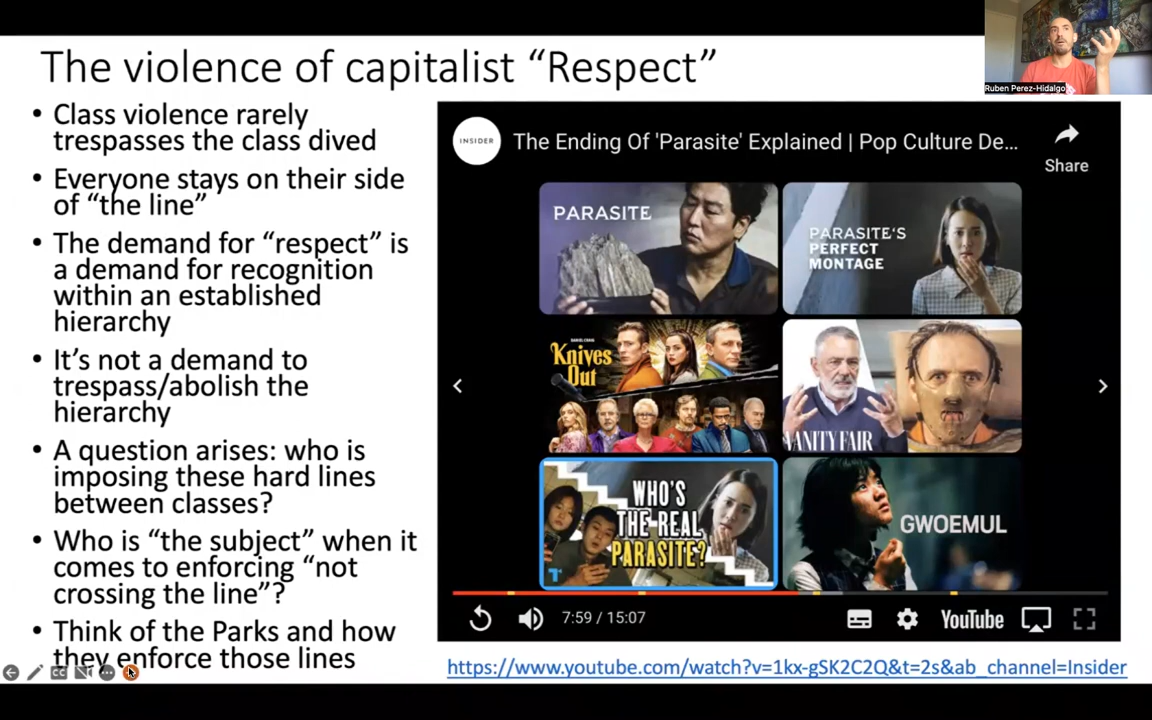 The violence of capitalist “Respect”
Ruben Perez-Hidalgo
• Class violence rarely
trespasses the class dived
• Everyone stays on their side
of “the line”
• The demand for “respect” is
a demand for recognition
within an established
hierarchy
• It’s not a demand to
trespass/abolish the
hierarchy
• A question arises: who is
imposing these hard lines
between classes?
• Who is “the subject” when it
comes to enforcing “not
crossing the line”?
• Think of the Parks and how
they enforce those lines
INSIDER
The Ending Of 'Parasite' Explained | Pop Culture De...
Share
PARASITE
PARASITE'S
PERFECT
MONTAGE
Knives
Out
VANITY FAIR
WHO'S
THE REAL
PARASITE?
GWOEMUL
7:59 / 15:07
YouTube
https://www.youtube.com/watch?v=1kx-gSK2C2Q&t=2s&ab_channel=Insider
CC